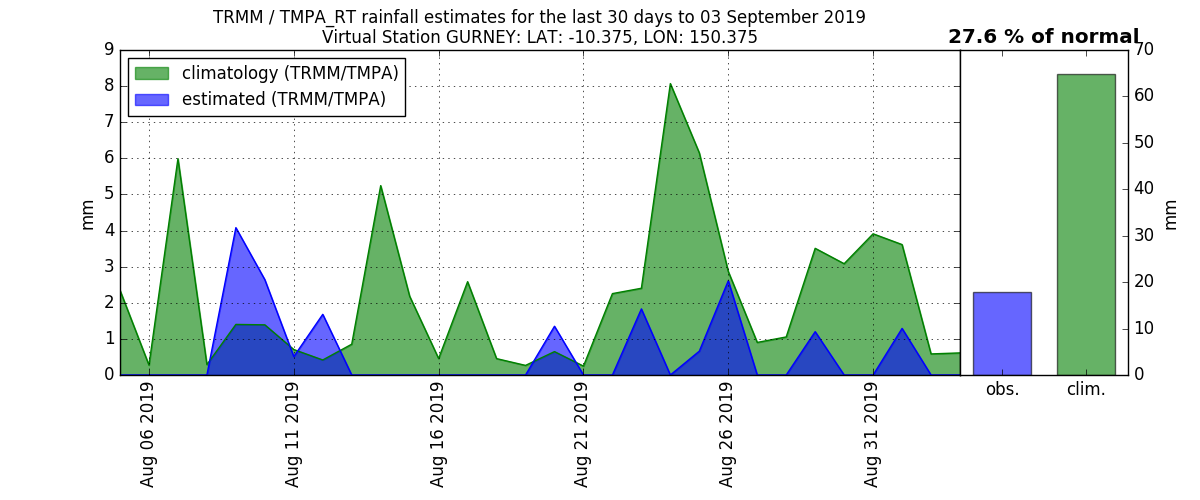 TRMM / TMPA_RT rainfall estimates for the last 30 days to 03 September 2019
Virtual Station GURNEY: LAT: -10.375, LON: 150.375
27.6 % of normal
climatology (TRMM/TMPA)
estimated (TRMM/TMPA)
9
8
7
6
5
4
3
2
1
0
mm
Aug 06 2019
Aug 11 2019
Aug 16 2019
Aug 21 2019
Aug 26 2019
Aug 31 2019
70
60
50
40
30
20
10
0
mm
obs.
clim.